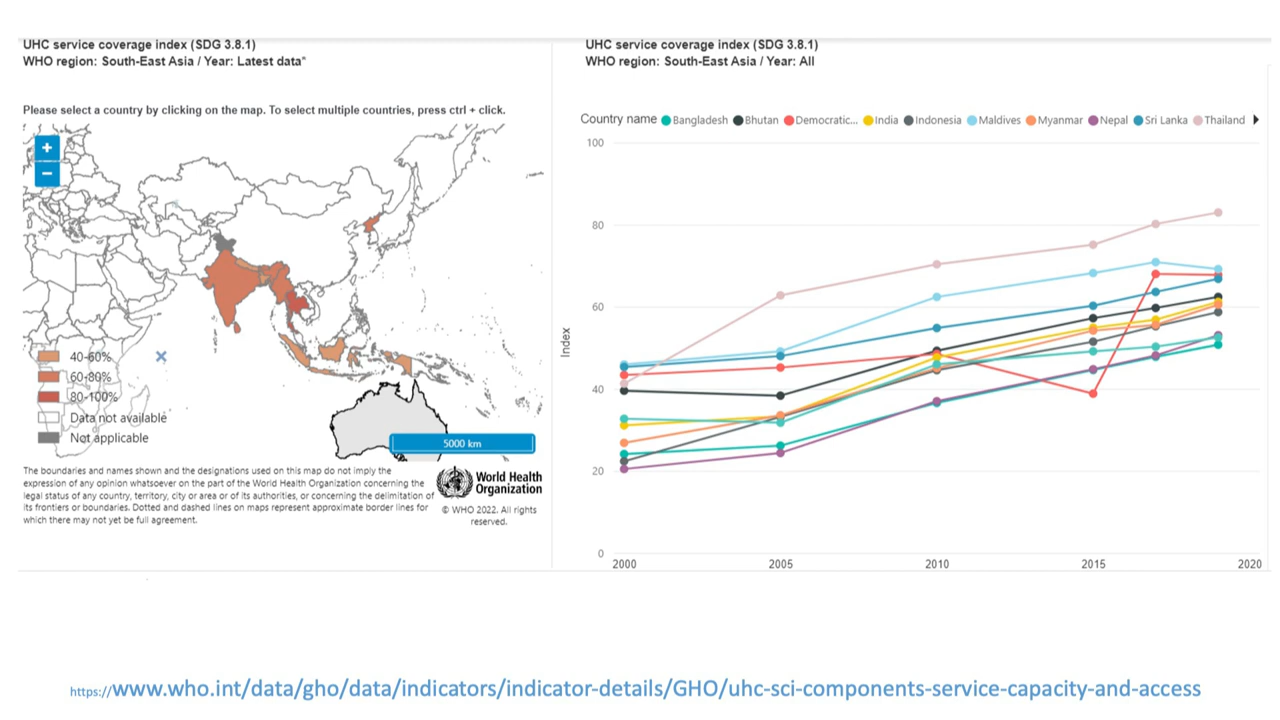 UHC service coverage index (SDG 3.8.1)
WHO region: South-East Asia / Year: Latest data*
Please select a country by clicking on the map. To select multiple countries, press ctrl + click.
+
−
40-60%
60-80%
80-100%
Data not available
Not applicable
5000 km
The boundaries and names shown and the designations used on this map do not imply the
expression of any opinion whatsoever on the part of the World Health Organization concerning the
legal status of any country, territory, city or area or of its authorities, or concerning the delimitation of
its frontiers or boundaries. Dotted and dashed lines on maps represent approximate border lines for
which there may not yet be full agreement.
World Health
Organization
© WHO 2022. All rights
reserved.
UHC service coverage index (SDG 3.8.1)
WHO region: South-East Asia / Year: All
Country name Bangladesh Bhutan Democratic... India Indonesia Maldives Myanmar Nepal Sri Lanka Thailand
100
80
60
40
20
0
Index
2000 2005 2010 2015 2020
https://www.who.int/data/gho/data/indicators/indicator-details/GHO/uhc-sci-components-service-capacity-and-access